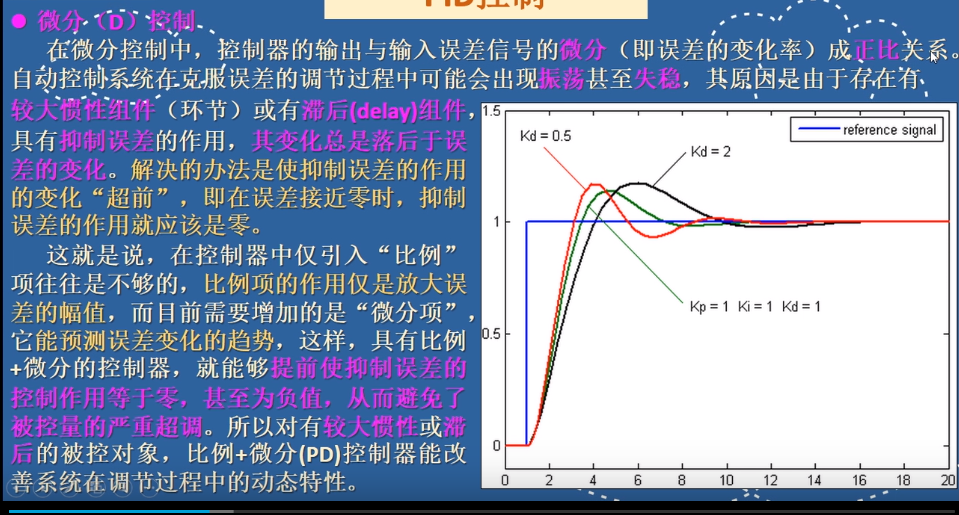 PID控制
● 微分（D）控制
在微分控制中，控制器的输出与输入误差信号的微分（即误差的变化率）成正比关系。
自动控制系统在克服误差的调节过程中可能会出现振荡甚至失稳，其原因是由于存在有
较大惯性组件（环节）或有滞后(delay)组件，
具有抑制误差的作用，其变化总是落后于误
差的变化。解决的办法是使抑制误差的作用
的变化“超前”，即在误差接近零时，抑制
误差的作用就应该是零。
这就是说，在控制器中仅引入“比例”
项往往是不够的，比例项的作用仅是放大误
差的幅值，而目前需要增加的是“微分项”，
它能预测误差变化的趋势，这样，具有比例
+微分的控制器，就能够提前使抑制误差的
控制作用等于零，甚至为负值，从而避免了
被控量的严重超调。所以对有较大惯性或滞
后的被控对象，比例+微分(PD)控制器能改
善系统在调节过程中的动态特性。
1.5
reference signal
Kd = 0.5
Kd = 2
1
Kp = 1 Ki = 1 Kd = 1
0.5
0
0 2 4 6 8 10 12 14 16 18 20